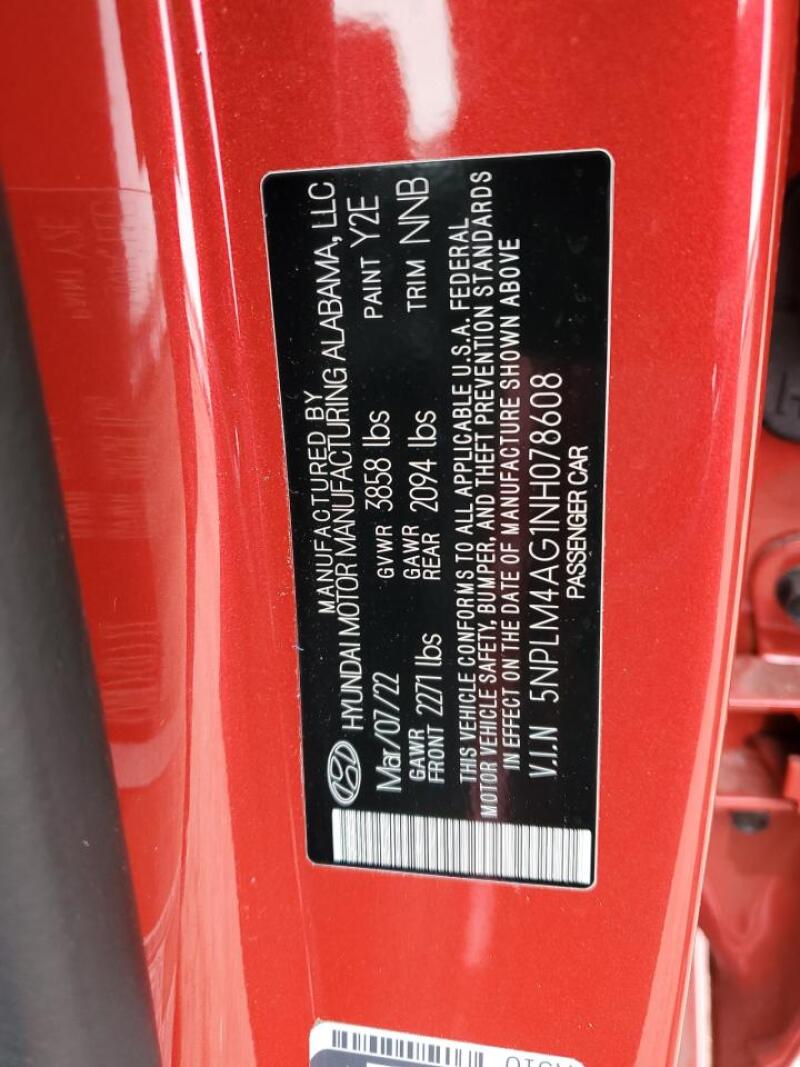 MANUFACTURED BY
HYUNDAI MOTOR MANUFACTURING ALABAMA, LLC
Mar/07/22 GVWR 3858 lbs PAINT Y2E
GAWR FRONT 2271 lbs GAWR REAR 2094 lbs TRIM NNB
THIS VEHICLE CONFORMS TO ALL APPLICABLE U.S.A. FEDERAL
MOTOR VEHICLE SAFETY, BUMPER, AND THEFT PREVENTION STANDARDS
IN EFFECT ON THE DATE OF MANUFACTURE SHOWN ABOVE
V.I.N 5NPLM4AG1NH078608
PASSENGER CAR